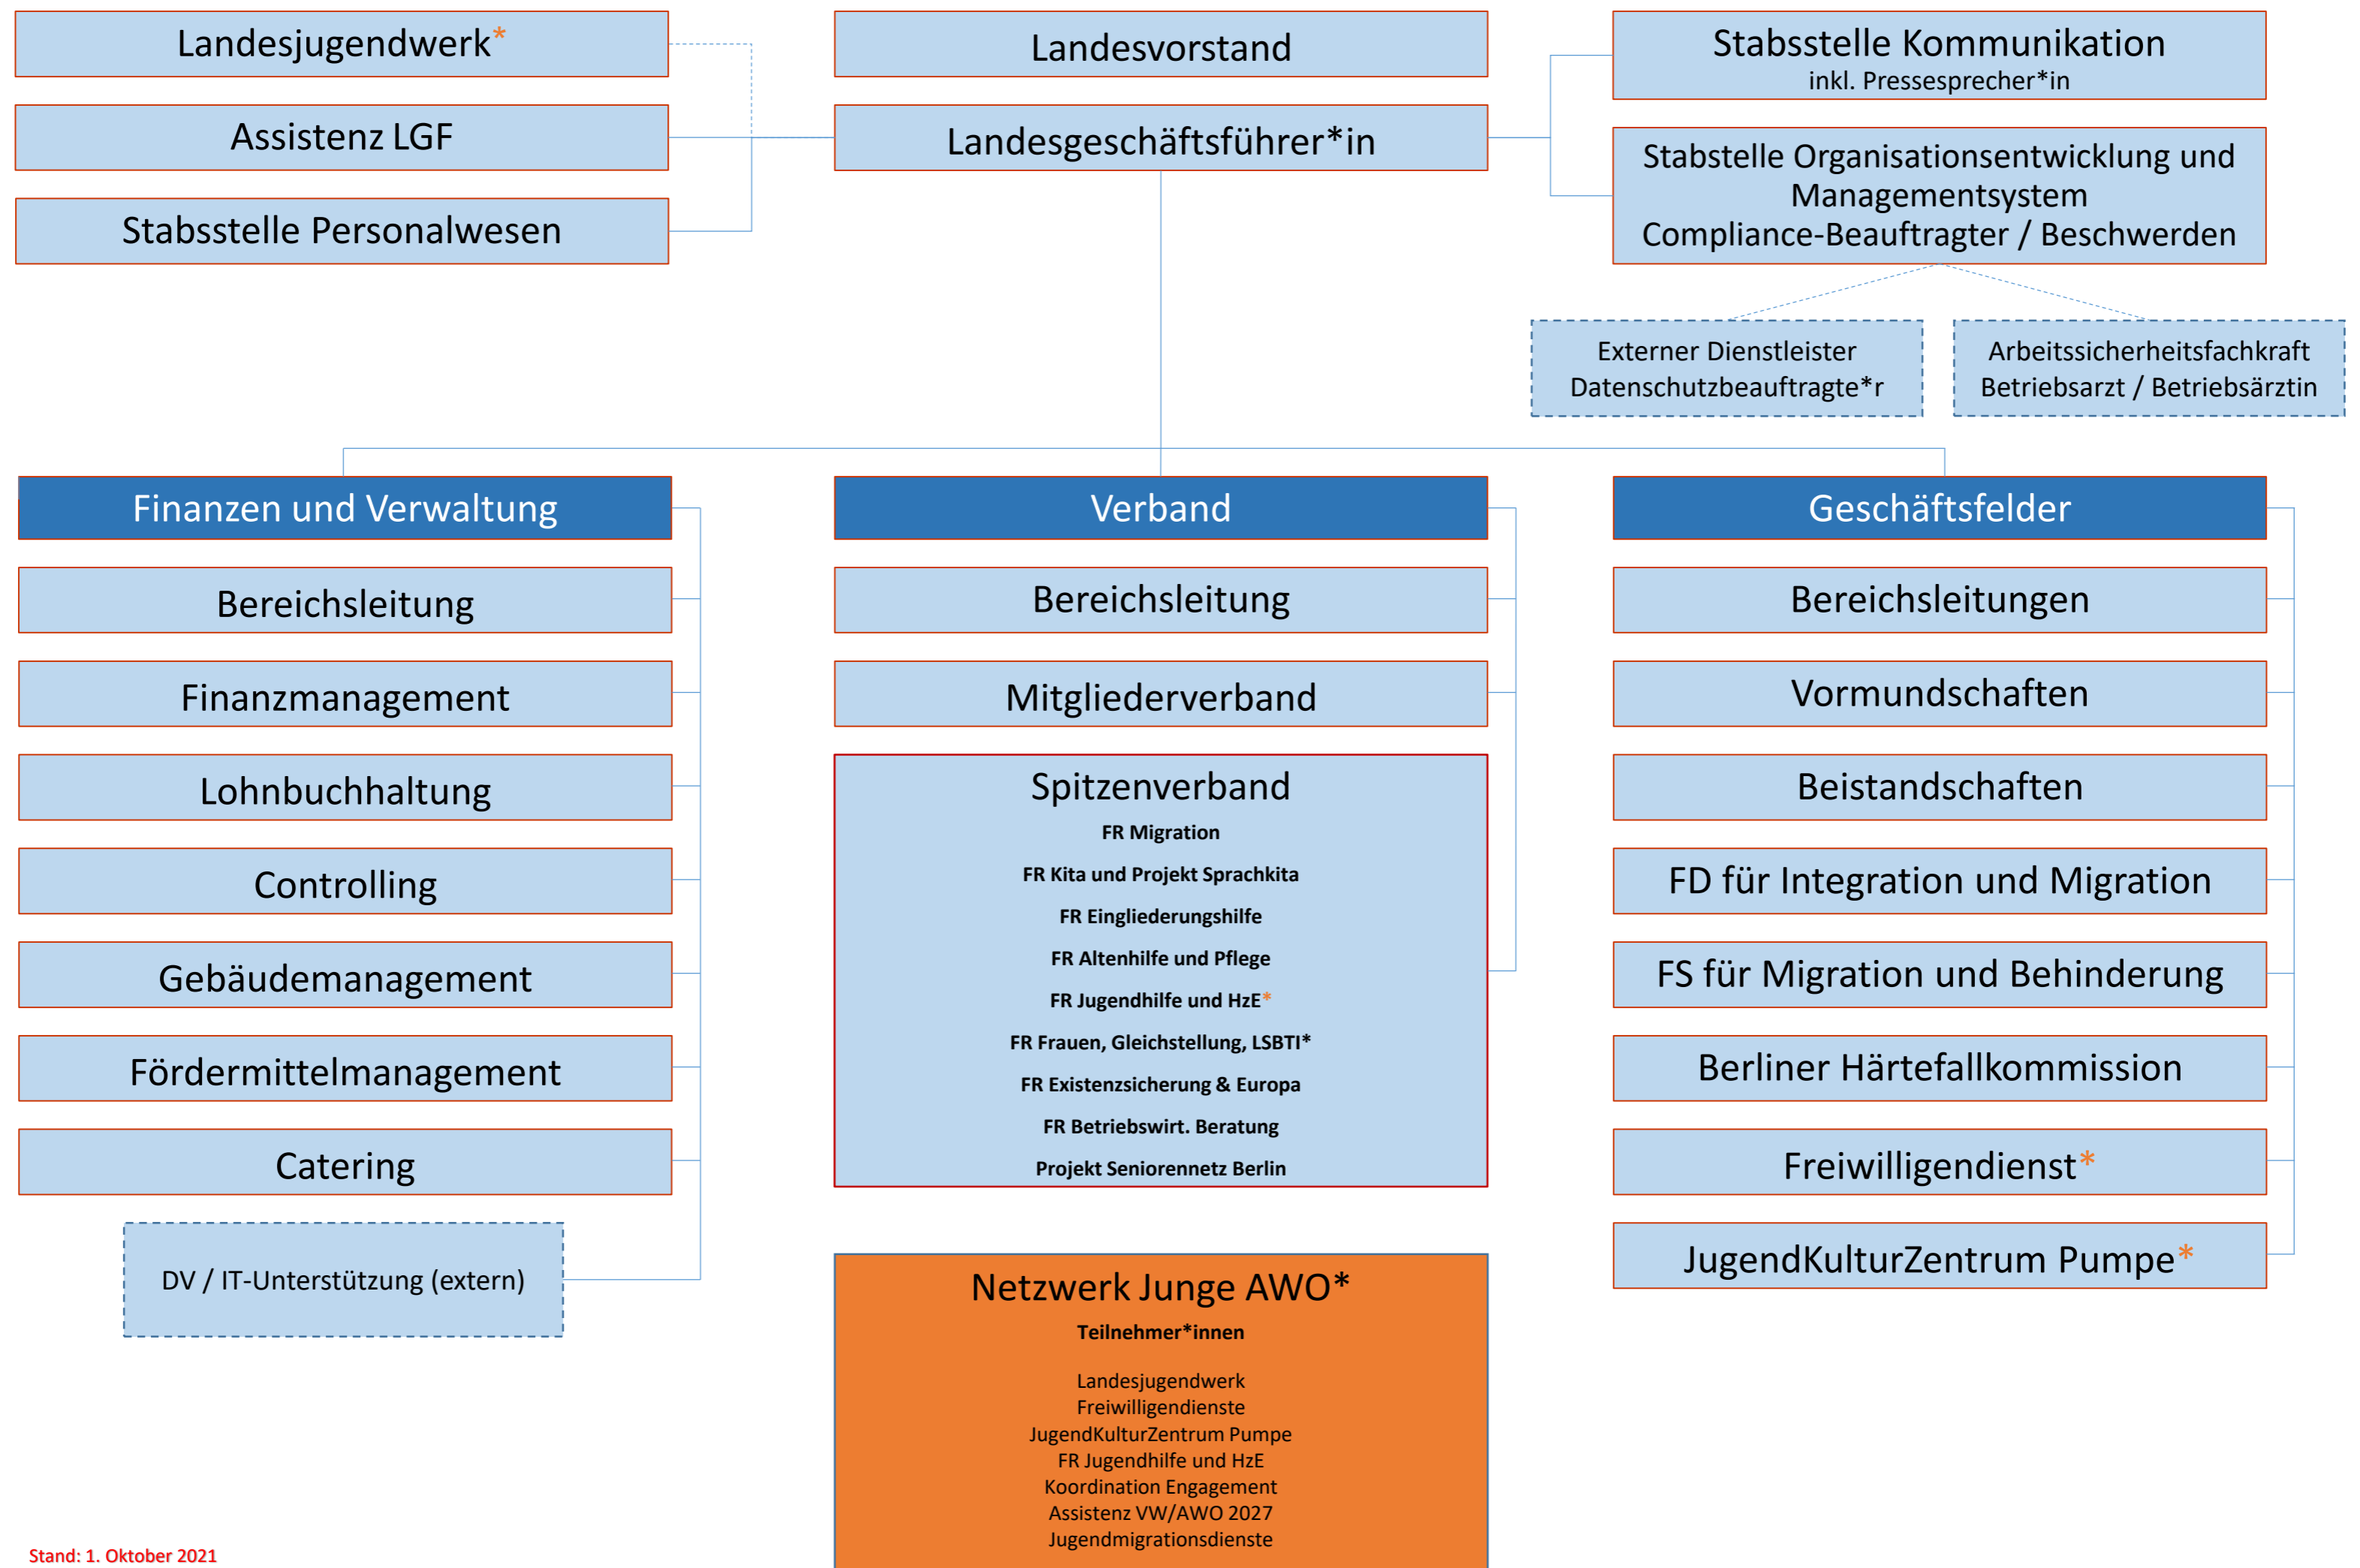 Landesjugendwerk*
Assistenz LGF
Stabsstelle Personalwesen
Landesvorstand
Landesgeschäftsführer*in
Stabsstelle Kommunikation
inkl. Pressesprecher*in
Stabstelle Organisationsentwicklung und
Managementsystem
Compliance-Beauftragter / Beschwerden
Externer Dienstleister
Datenschutzbeauftragte*r
Arbeitssicherheitsfachkraft
Betriebsarzt / Betriebsärztin
Finanzen und Verwaltung
Bereichsleitung
Finanzmanagement
Lohnbuchhaltung
Controlling
Gebäudemanagement
Fördermittelmanagement
Catering
DV / IT-Unterstützung (extern)
Verband
Bereichsleitung
Mitgliederverband
Spitzenverband
FR Migration
FR Kita und Projekt Sprachkita
FR Eingliederungshilfe
FR Altenhilfe und Pflege
FR Jugendhilfe und HzE*
FR Frauen, Gleichstellung, LSBTI*
FR Existenzsicherung & Europa
FR Betriebswirt. Beratung
Projekt Seniorennetz Berlin
Netzwerk Junge AWO*
Teilnehmer*innen
Landesjugendwerk
Freiwilligendienste
JugendKulturZentrum Pumpe
FR Jugendhilfe und HzE
Koordination Engagement
Assistenz VW/AWO 2027
Jugendmigrationsdienste
Geschäftsfelder
Bereichsleitungen
Vormundschaften
Beistandschaften
FD für Integration und Migration
FS für Migration und Behinderung
Berliner Härtefallkommission
Freiwilligendienst*
JugendKulturZentrum Pumpe*
Stand: 1. Oktober 2021